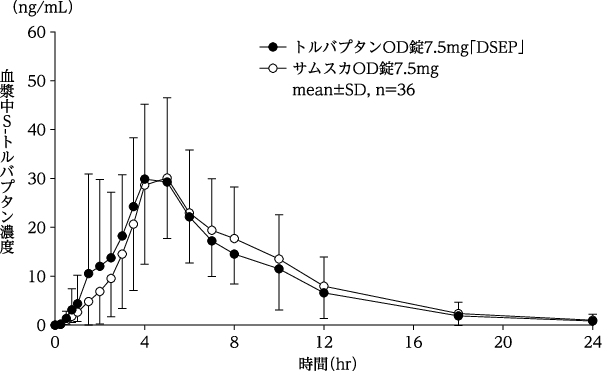 (ng/mL)
60
50
40
30
20
10
0
血漿中S-トルバプタン濃度
トルバプタンOD錠7.5mg「DSEP」
サムスカOD錠7.5mg
mean±SD, n=36
0 4 8 12 16 20 24
時間(hr)